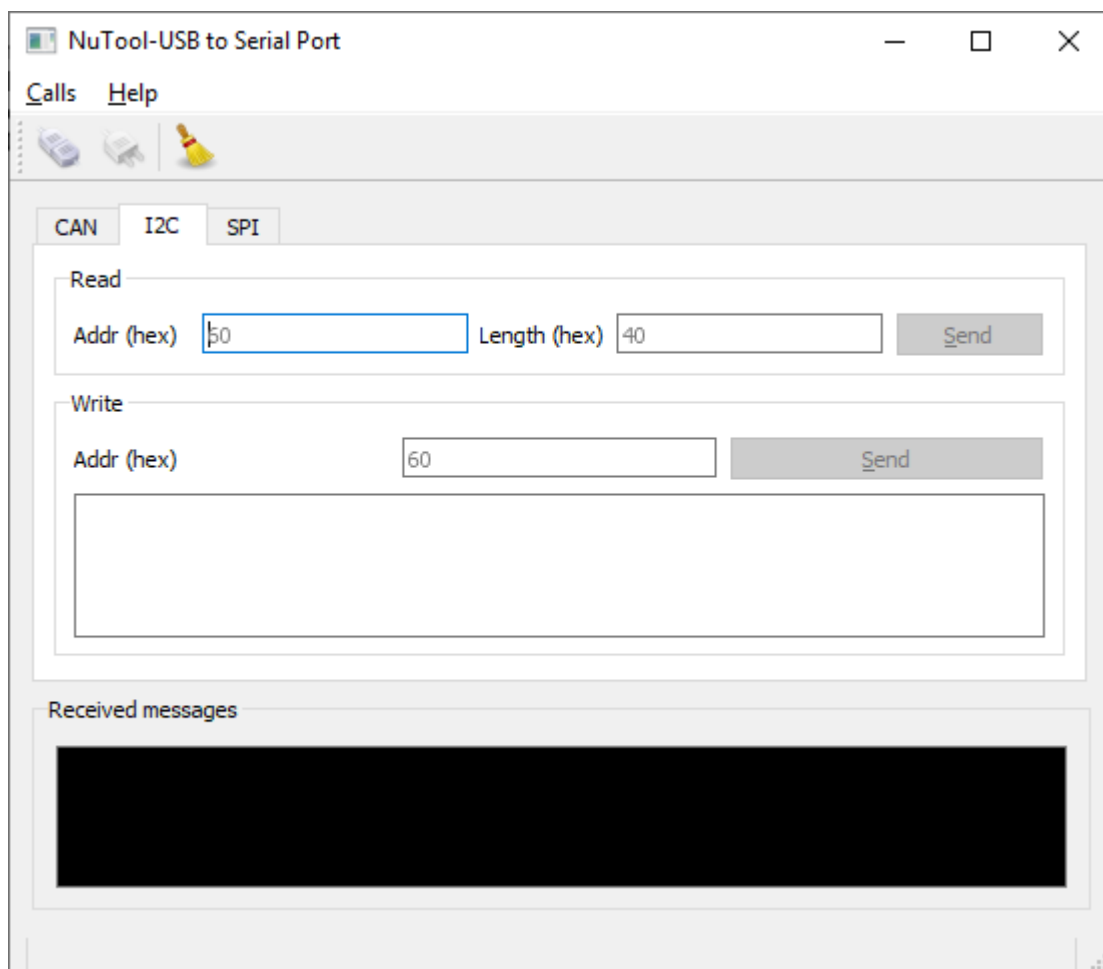 NuTool-USB to Serial Port
Calls Help
CAN I2C SPI
Read
Addr (hex) 60 Length (hex) 40 Send
Write
Addr (hex) 60 Send
Received messages